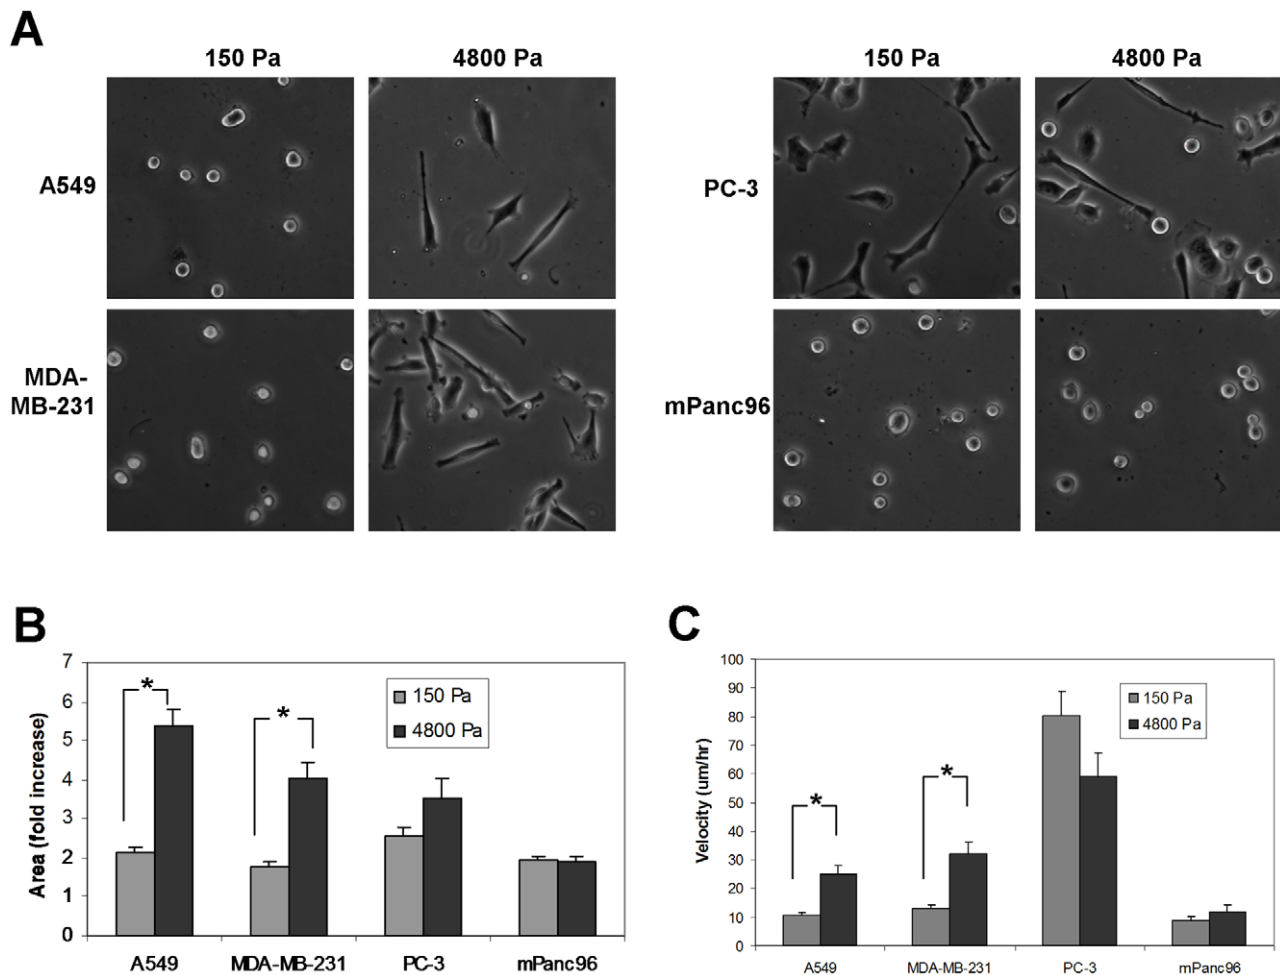 A
150 Pa
4800 Pa
150 Pa
4800 Pa
A549
PC-3
MDA-
MB-231
mPanc96
B
7
6
5
4
3
2
1
0
Area (fold increase)
*
*
150 Pa
4800 Pa
A549
MDA-MB-231
PC-3
mPanc96
C
100
90
80
70
60
50
40
30
20
10
0
Velocity (um/hr)
*
*
150 Pa
4800 Pa
A549
MDA-MB-231
PC-3
mPanc96